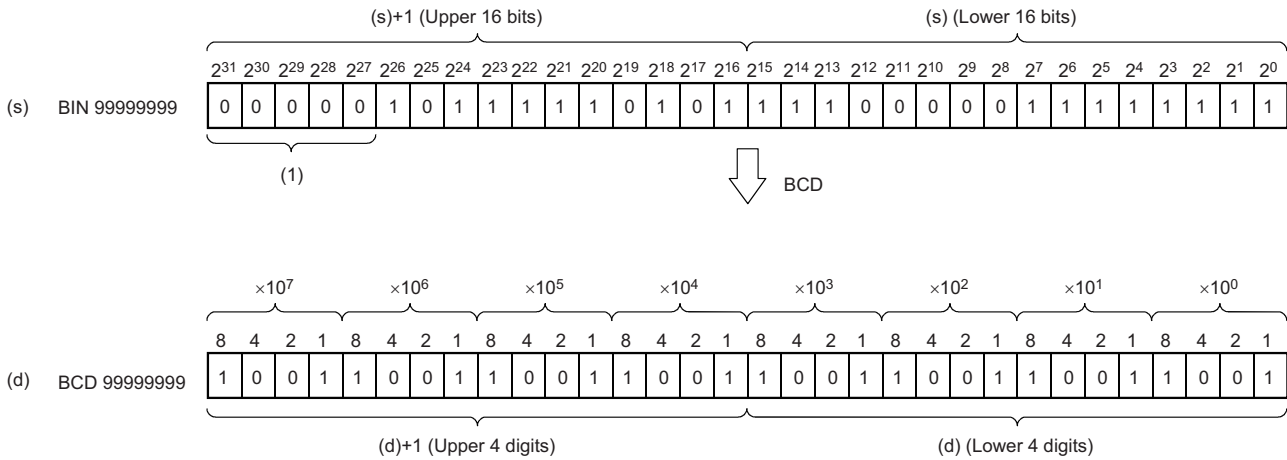 (s)+1 (Upper 16 bits) (s) (Lower 16 bits)
2³¹ 2³⁰ 2²⁹ 2²⁸ 2²⁷ 2²⁶ 2²⁵ 2²⁴ 2²³ 2²² 2²¹ 2²⁰ 2¹⁹ 2¹⁸ 2¹⁷ 2¹⁶ 2¹⁵ 2¹⁴ 2¹³ 2¹² 2¹¹ 2¹⁰ 2⁹ 2⁸ 2⁷ 2⁶ 2⁵ 2⁴ 2³ 2² 2¹ 2⁰
(s) BIN 99999999 0 0 0 0 0 1 0 1 1 1 1 1 0 1 0 1 1 1 1 0 0 0 0 0 1 1 1 1 1 1 1 1
(1)
BCD
×10⁷ ×10⁶ ×10⁵ ×10⁴ ×10³ ×10² ×10¹ ×10⁰
8 4 2 1 8 4 2 1 8 4 2 1 8 4 2 1 8 4 2 1 8 4 2 1 8 4 2 1 8 4 2 1
(d) BCD 99999999 1 0 0 1 1 0 0 1 1 0 0 1 1 0 0 1 1 0 0 1 1 0 0 1 1 0 0 1 1 0 0 1
(d)+1 (Upper 4 digits) (d) (Lower 4 digits)